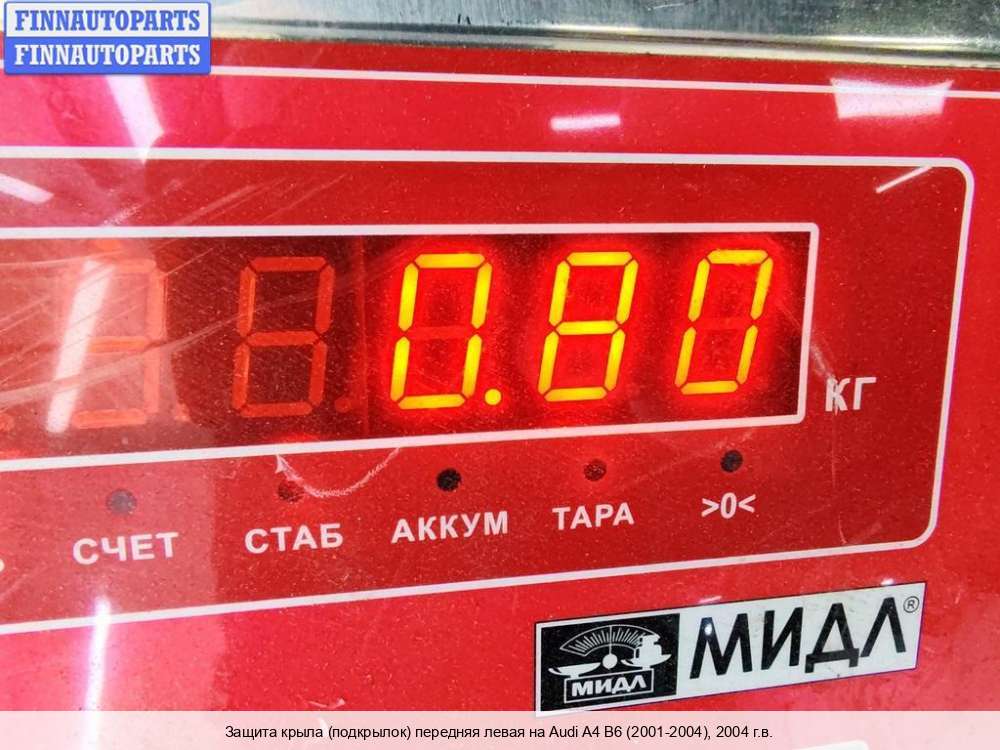 FINNAUTOPARTS
FINNAUTOPARTS
0.80
КГ
СЧЕТ СТАБ АККУМ ТАРА >0<
МИДЛ МИДЛ®
Защита крыла (подкрылок) передняя левая на Audi A4 B6 (2001-2004), 2004 г.в.